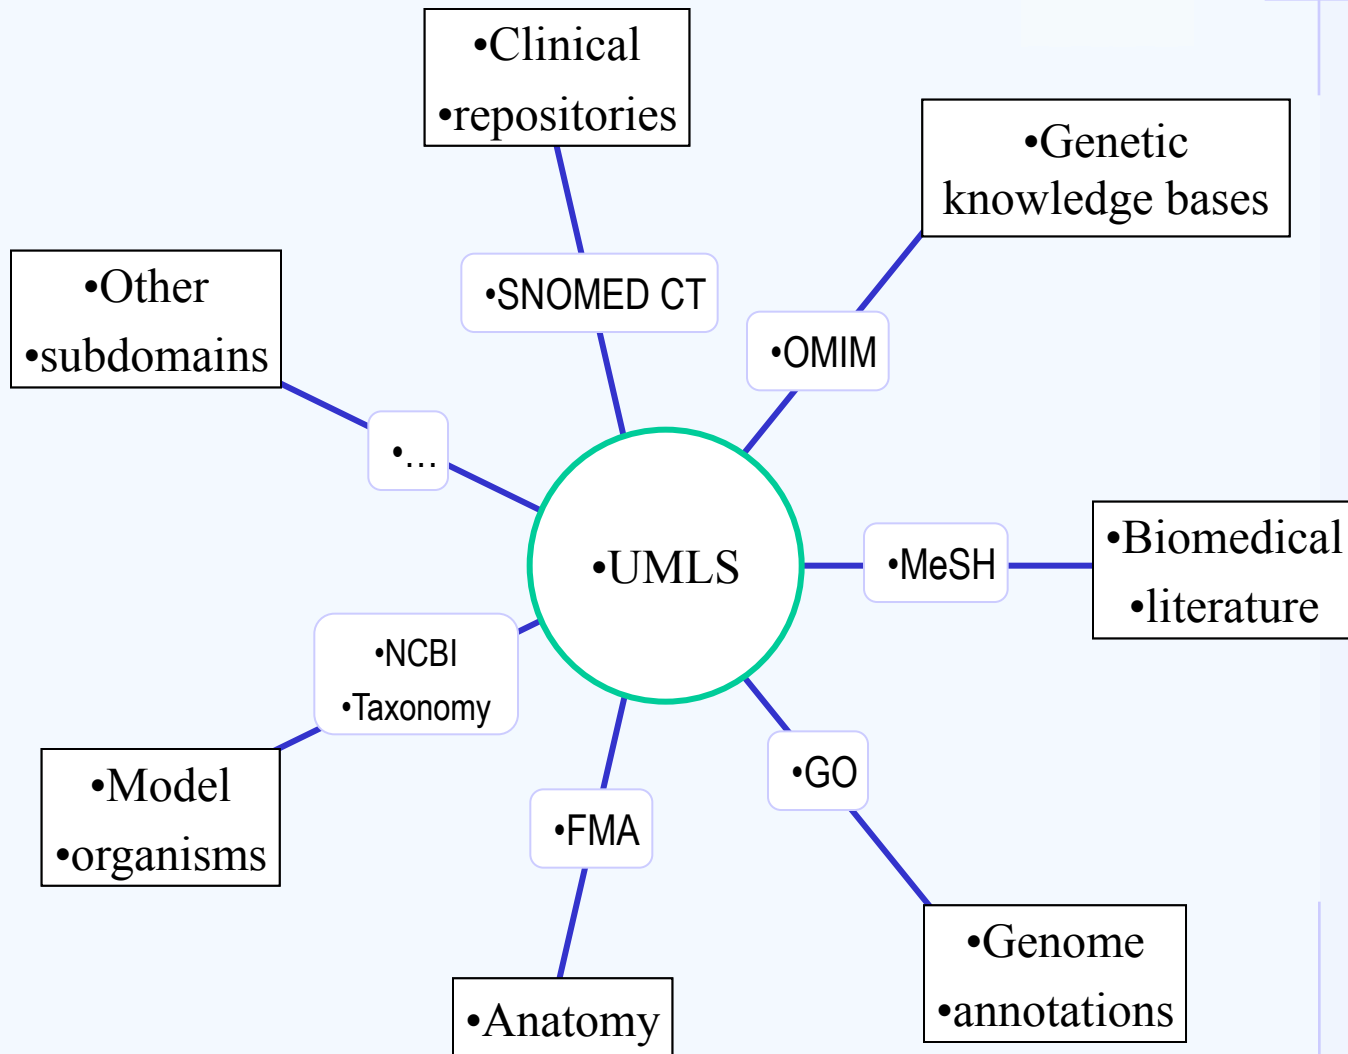 •Clinical
•repositories
•Genetic
knowledge bases
•Other
•subdomains
•SNOMED CT
•OMIM
•…
•UMLS
•MeSH
•Biomedical
•literature
•NCBI
•Taxonomy
•Model
•organisms
•FMA
•GO
•Anatomy
•Genome
•annotations